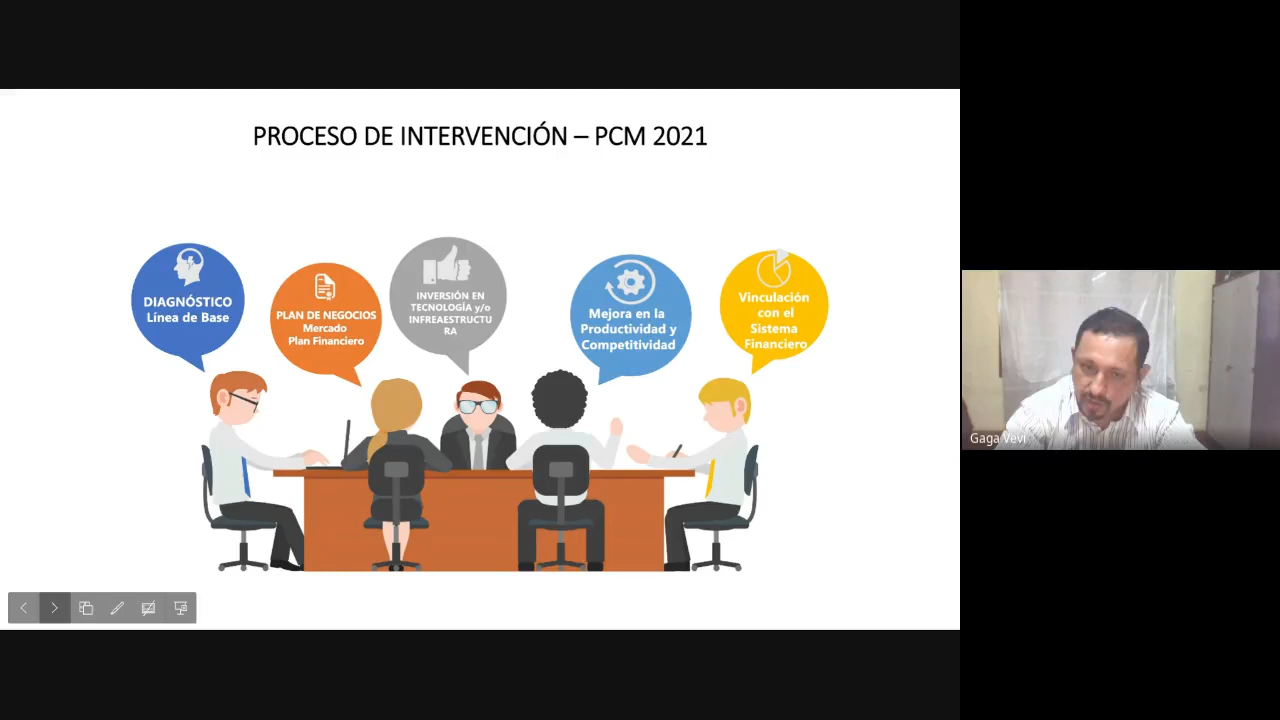 PROCESO DE INTERVENCIÓN – PCM 2021
DIAGNÓSTICO
Línea de Base
PLAN DE NEGOCIOS
Mercado
Plan Financiero
INVERSIÓN EN
TECNOLOGÍA y/o
INFRAESTRUCTU
RA
Mejora en la
Productividad y
Competitividad
Vinculación
con el
Sistema
Financiero
Gaga Vevi